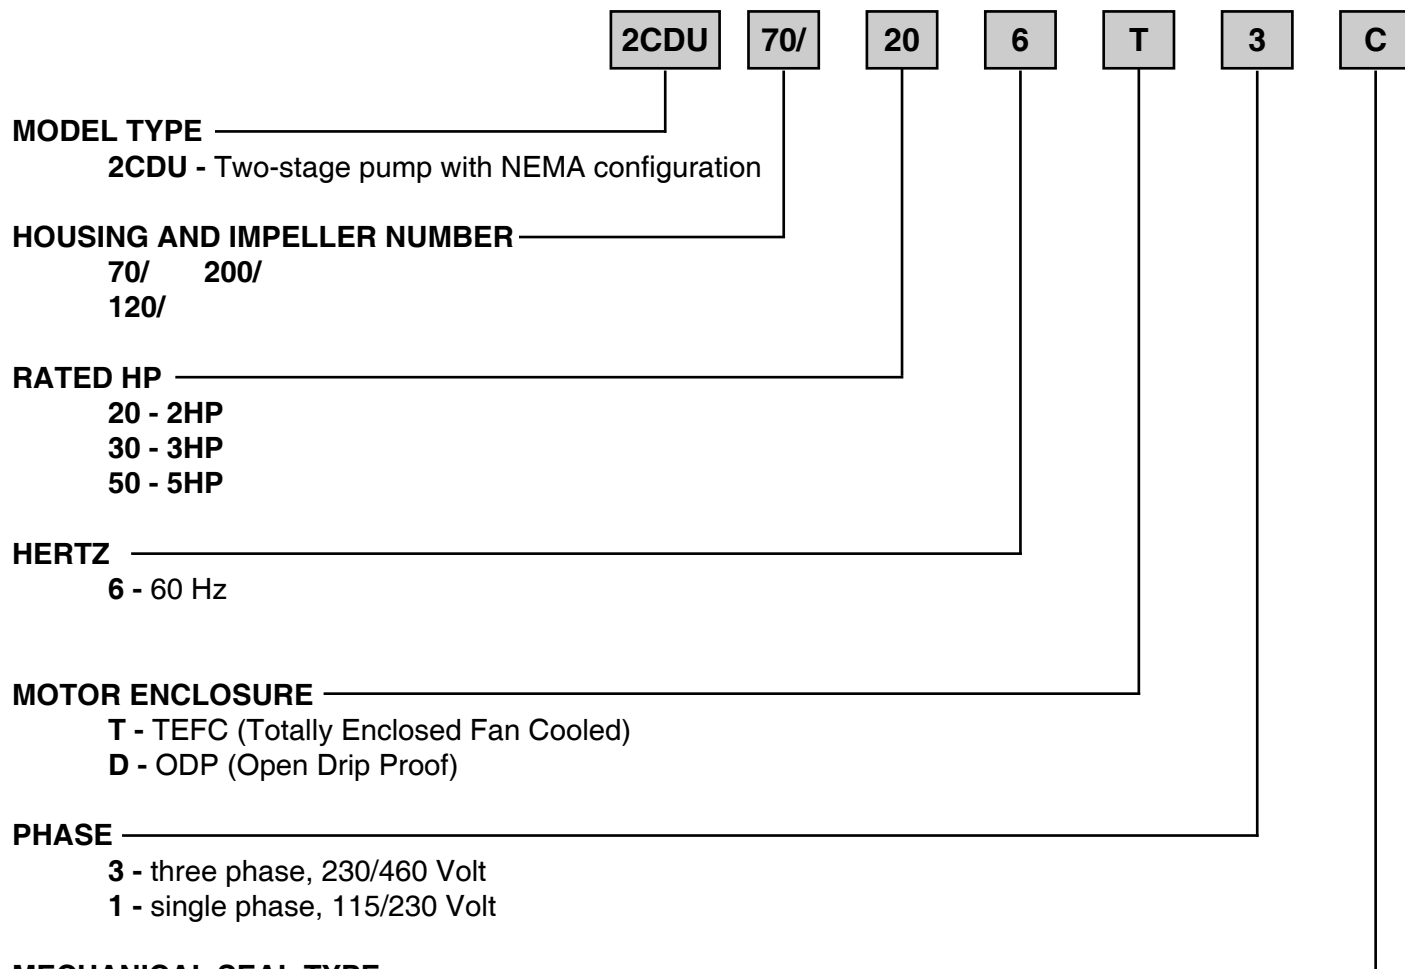 2CDU 70/ 20 6 T 3 C
MODEL TYPE
2CDU - Two-stage pump with NEMA configuration
HOUSING AND IMPELLER NUMBER
70/ 200/
120/
RATED HP
20 - 2HP
30 - 3HP
50 - 5HP
HERTZ
6 - 60 Hz
MOTOR ENCLOSURE
T - TEFC (Totally Enclosed Fan Cooled)
D - ODP (Open Drip Proof)
PHASE
3 - three phase, 230/460 Volt
1 - single phase, 115/230 Volt
MECHANICAL SEAL TYPE